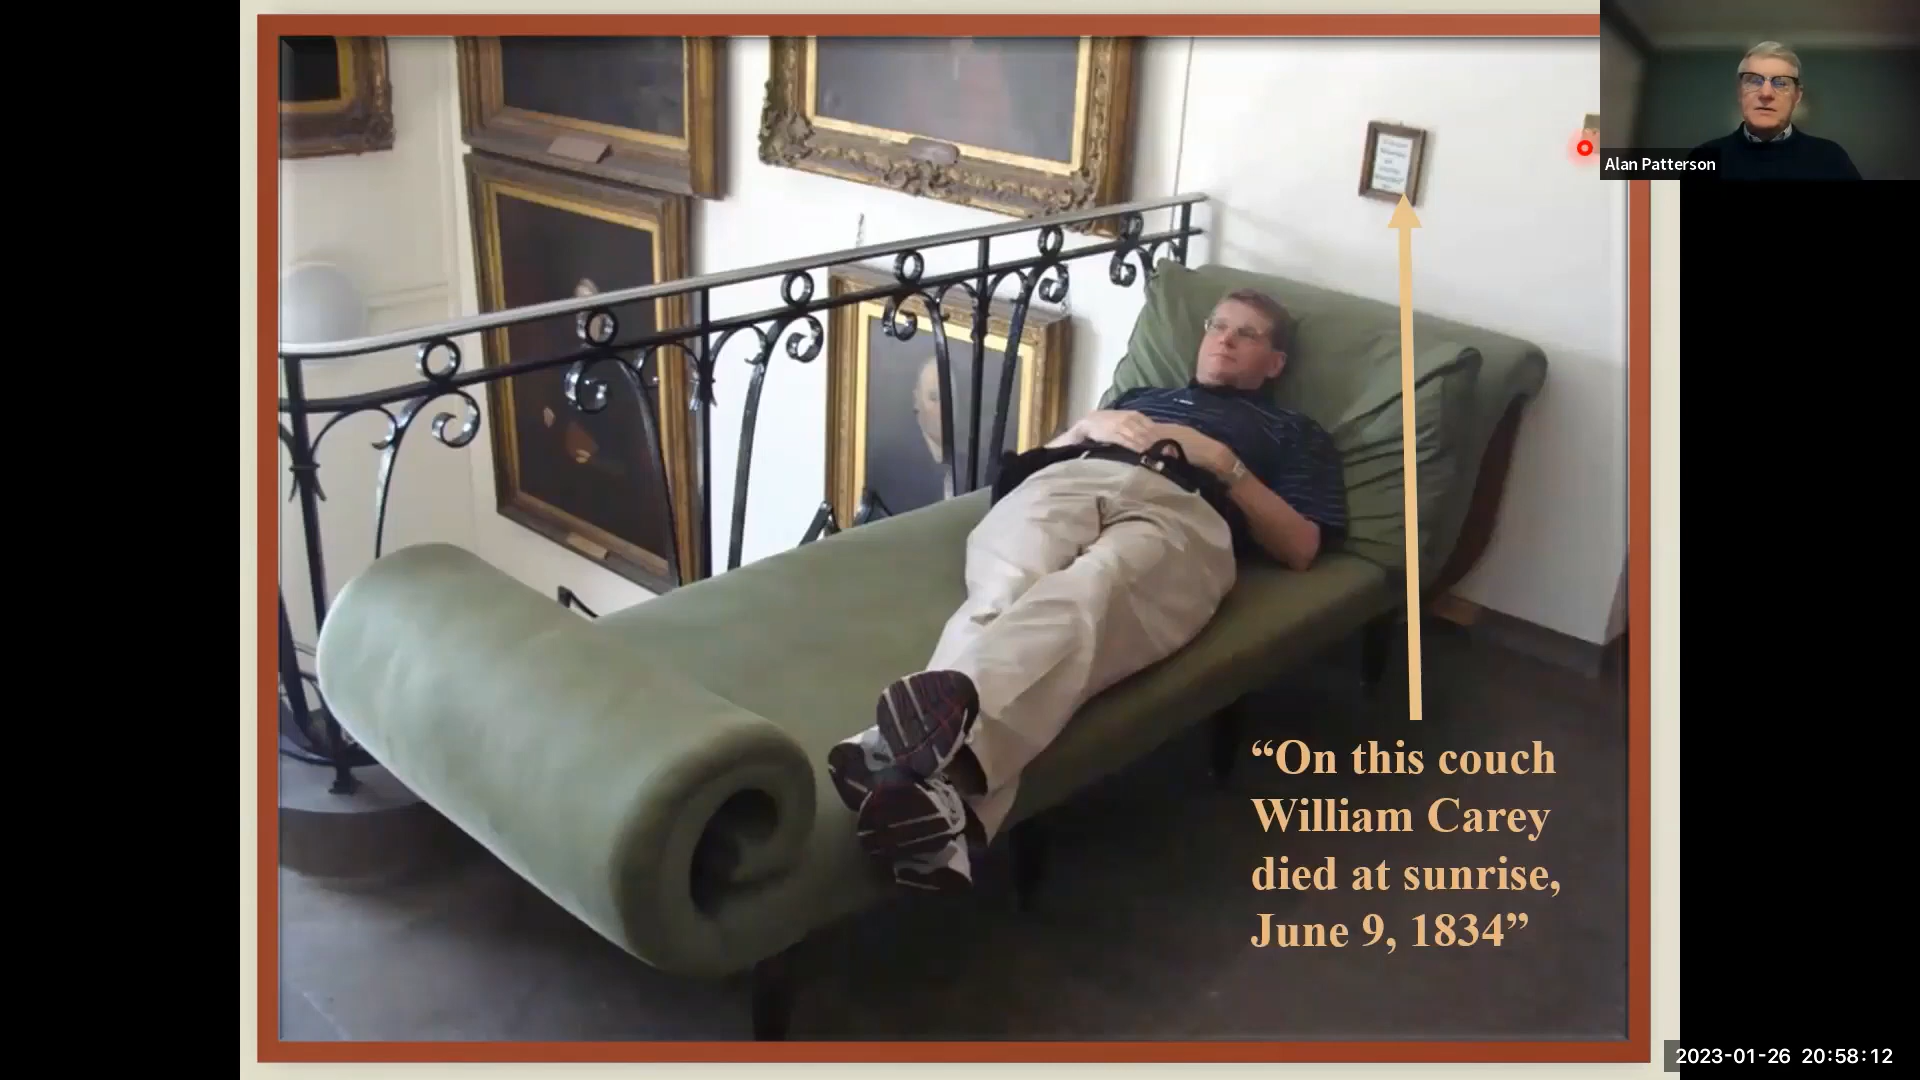 Alan Patterson
“On this couch
William Carey
died at sunrise,
June 9, 1834”
2023-01-26 20:58:12